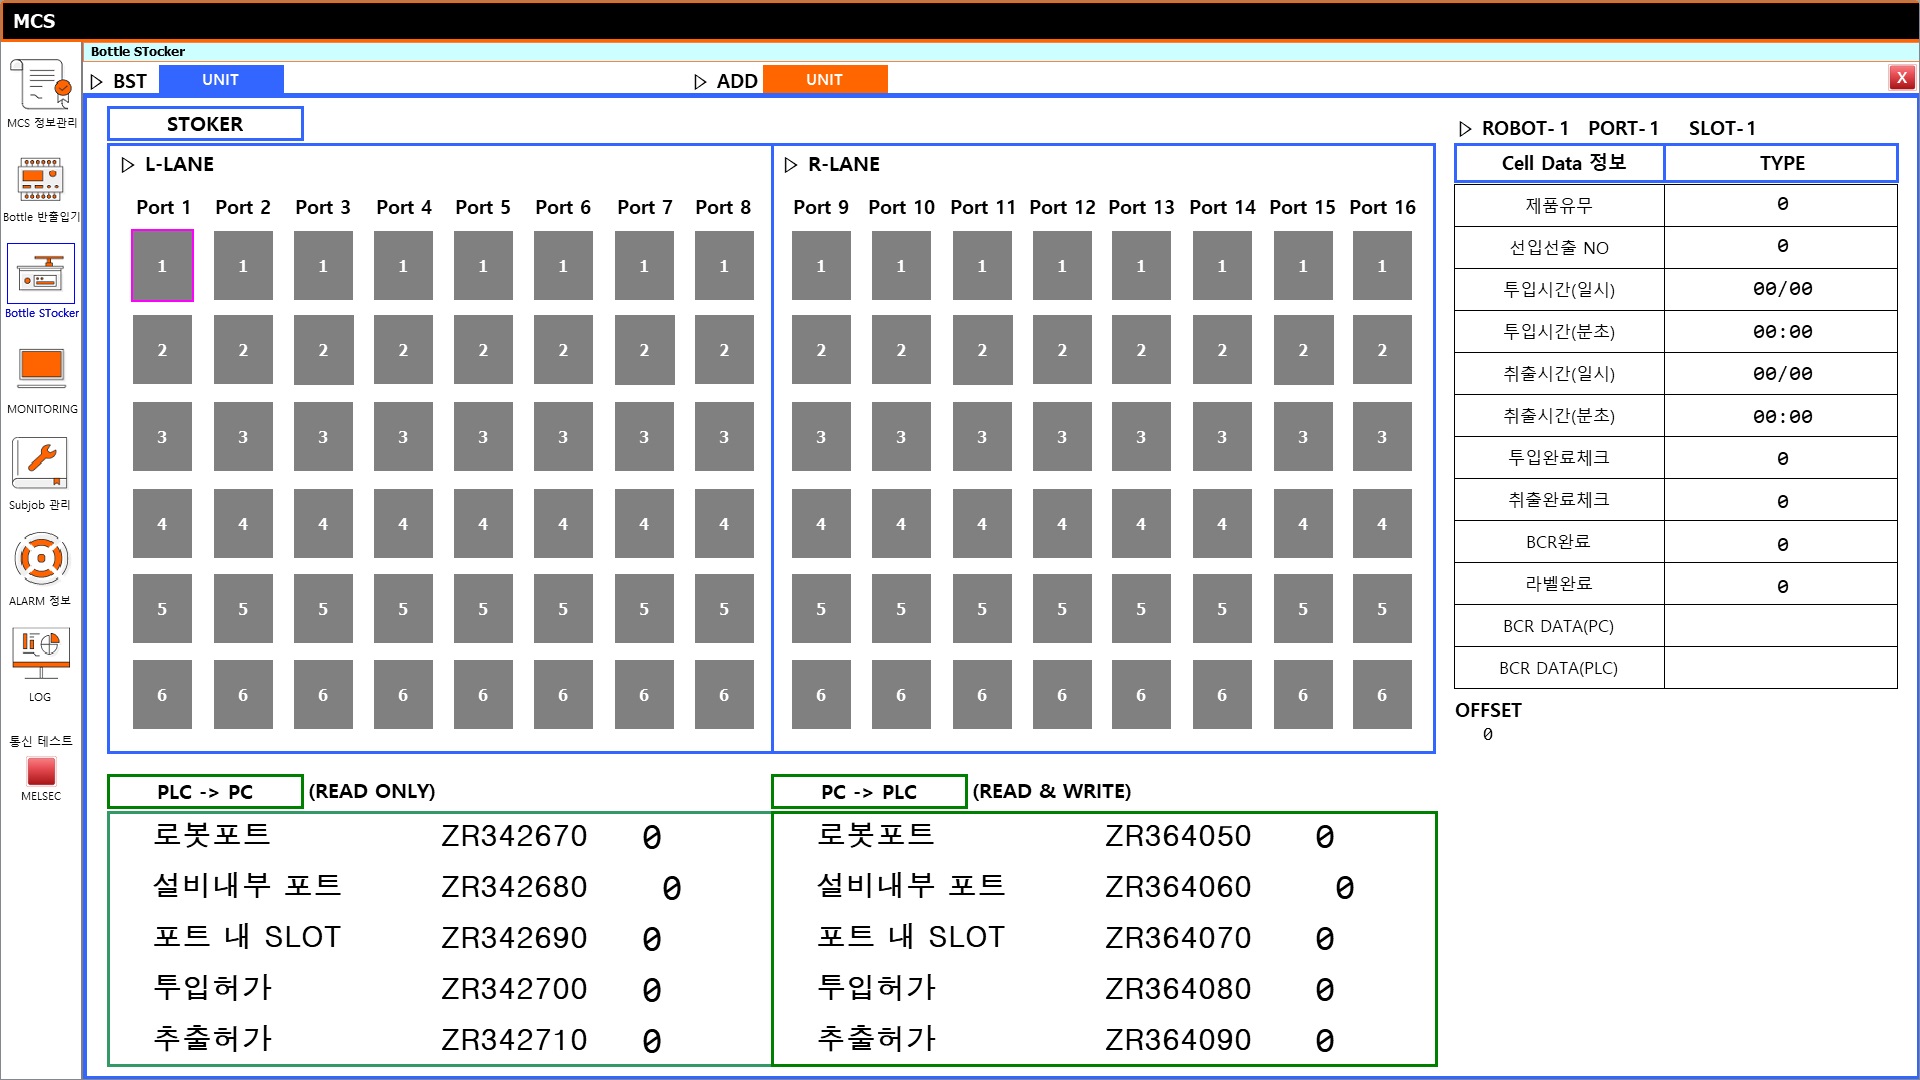 MCS
Bottle STocker
BST UNIT ADD UNIT X
MCS 정보관리
Bottle 반출입기
Bottle STocker
MONITORING
Subjob 관리
ALARM 정보
LOG
통신 테스트
MELSEC
STOKER
L-LANE
Port 1 Port 2 Port 3 Port 4 Port 5 Port 6 Port 7 Port 8
1 1 1 1 1 1 1 1
2 2 2 2 2 2 2 2
3 3 3 3 3 3 3 3
4 4 4 4 4 4 4 4
5 5 5 5 5 5 5 5
6 6 6 6 6 6 6 6
R-LANE
Port 9 Port 10 Port 11 Port 12 Port 13 Port 14 Port 15 Port 16
1 1 1 1 1 1 1 1
2 2 2 2 2 2 2 2
3 3 3 3 3 3 3 3
4 4 4 4 4 4 4 4
5 5 5 5 5 5 5 5
6 6 6 6 6 6 6 6
ROBOT-1 PORT-1 SLOT-1
Cell Data 정보 TYPE
제품유무 0
선입선출 NO 0
투입시간(일시) 00/00
투입시간(분초) 00:00
취출시간(일시) 00/00
취출시간(분초) 00:00
투입완료체크 0
취출완료체크 0
BCR완료 0
라벨완료 0
BCR DATA(PC)
BCR DATA(PLC)
OFFSET
0
PLC -> PC (READ ONLY)
로봇포트 ZR342670 0
설비내부 포트 ZR342680 0
포트 내 SLOT ZR342690 0
투입허가 ZR342700 0
추출허가 ZR342710 0
PC -> PLC (READ & WRITE)
로봇포트 ZR364050 0
설비내부 포트 ZR364060 0
포트 내 SLOT ZR364070 0
투입허가 ZR364080 0
추출허가 ZR364090 0